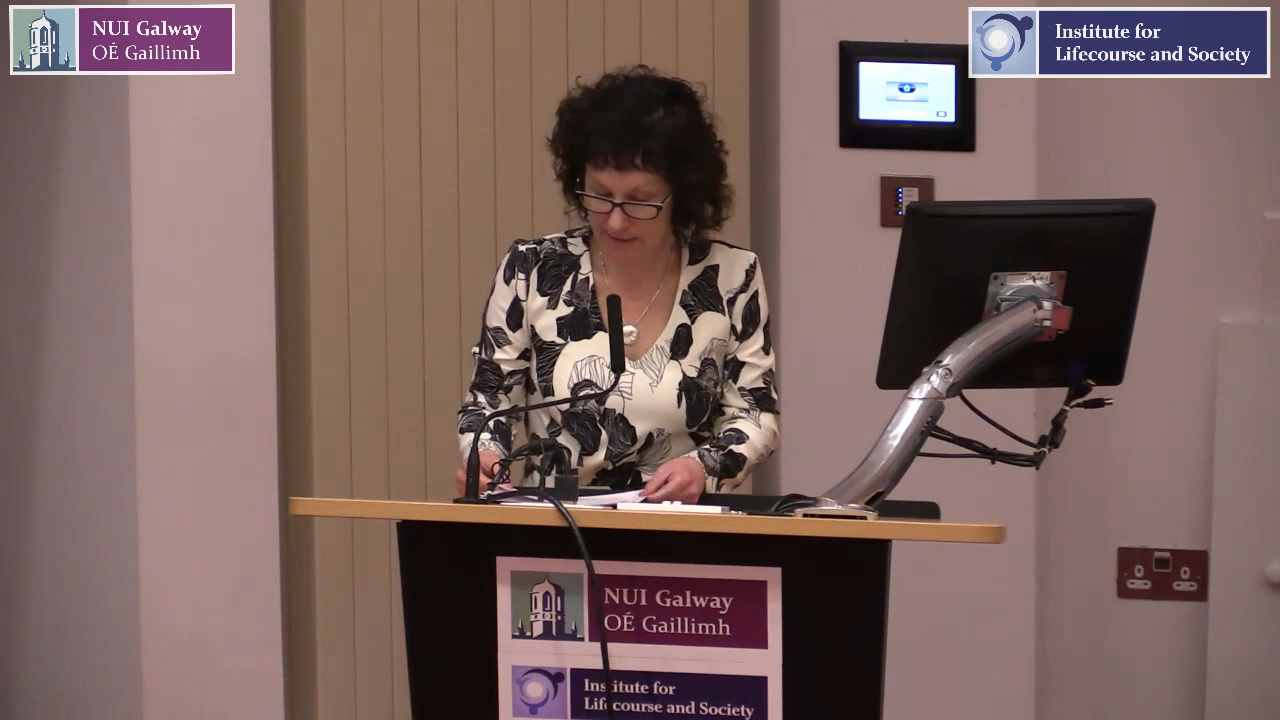 NUI Galway
OÉ Gaillimh
Institute for
Lifecourse and Society
NUI Galway
OÉ Gaillimh
Institute for
Lifecourse and Society